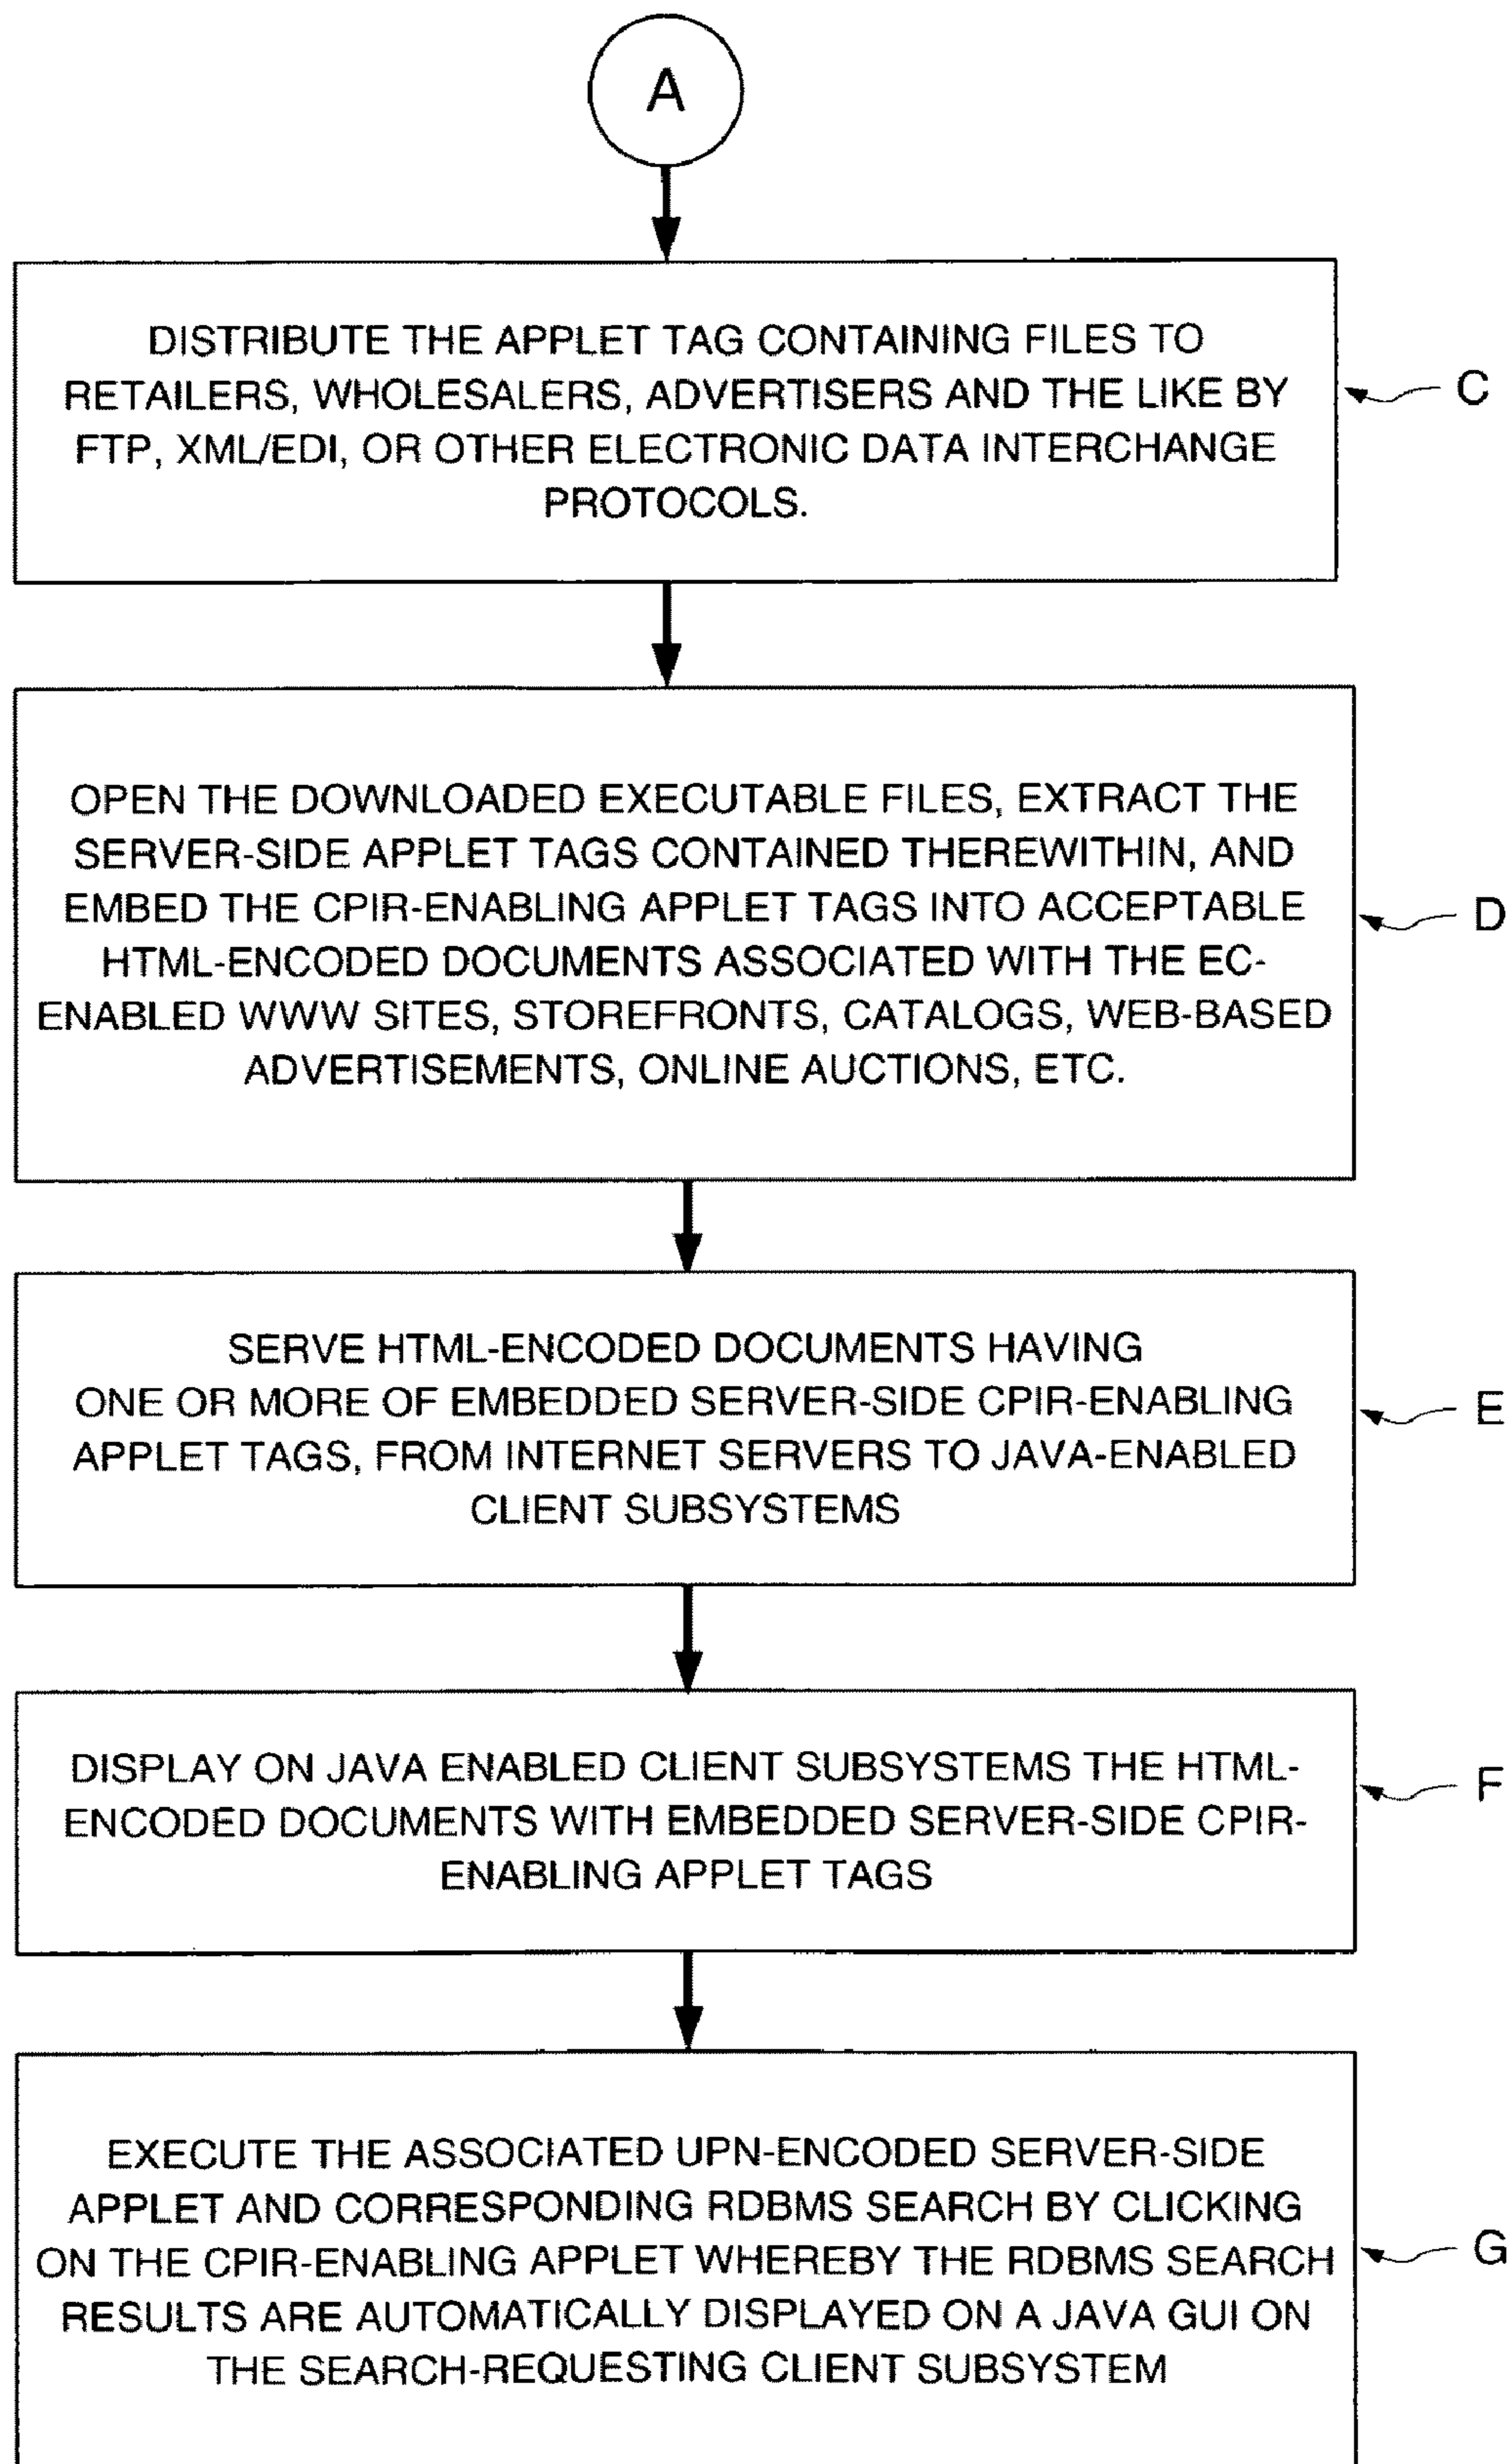 A
DISTRIBUTE THE APPLET TAG CONTAINING FILES TO
RETAILERS, WHOLESALERS, ADVERTISERS AND THE LIKE BY
FTP, XML/EDI, OR OTHER ELECTRONIC DATA INTERCHANGE
PROTOCOLS.
C
OPEN THE DOWNLOADED EXECUTABLE FILES, EXTRACT THE
SERVER-SIDE APPLET TAGS CONTAINED THEREWITHIN, AND
EMBED THE CPIR-ENABLING APPLET TAGS INTO ACCEPTABLE
HTML-ENCODED DOCUMENTS ASSOCIATED WITH THE EC-
ENABLED WWW SITES, STOREFRONTS, CATALOGS, WEB-BASED
ADVERTISEMENTS, ONLINE AUCTIONS, ETC.
D
SERVE HTML-ENCODED DOCUMENTS HAVING
ONE OR MORE OF EMBEDDED SERVER-SIDE CPIR-ENABLING
APPLET TAGS, FROM INTERNET SERVERS TO JAVA-ENABLED
CLIENT SUBSYSTEMS
E
DISPLAY ON JAVA ENABLED CLIENT SUBSYSTEMS THE HTML-
ENCODED DOCUMENTS WITH EMBEDDED SERVER-SIDE CPIR-
ENABLING APPLET TAGS
F
EXECUTE THE ASSOCIATED UPN-ENCODED SERVER-SIDE
APPLET AND CORRESPONDING RDBMS SEARCH BY CLICKING
ON THE CPIR-ENABLING APPLET WHEREBY THE RDBMS SEARCH
RESULTS ARE AUTOMATICALLY DISPLAYED ON A JAVA GUI ON
THE SEARCH-REQUESTING CLIENT SUBSYSTEM
G